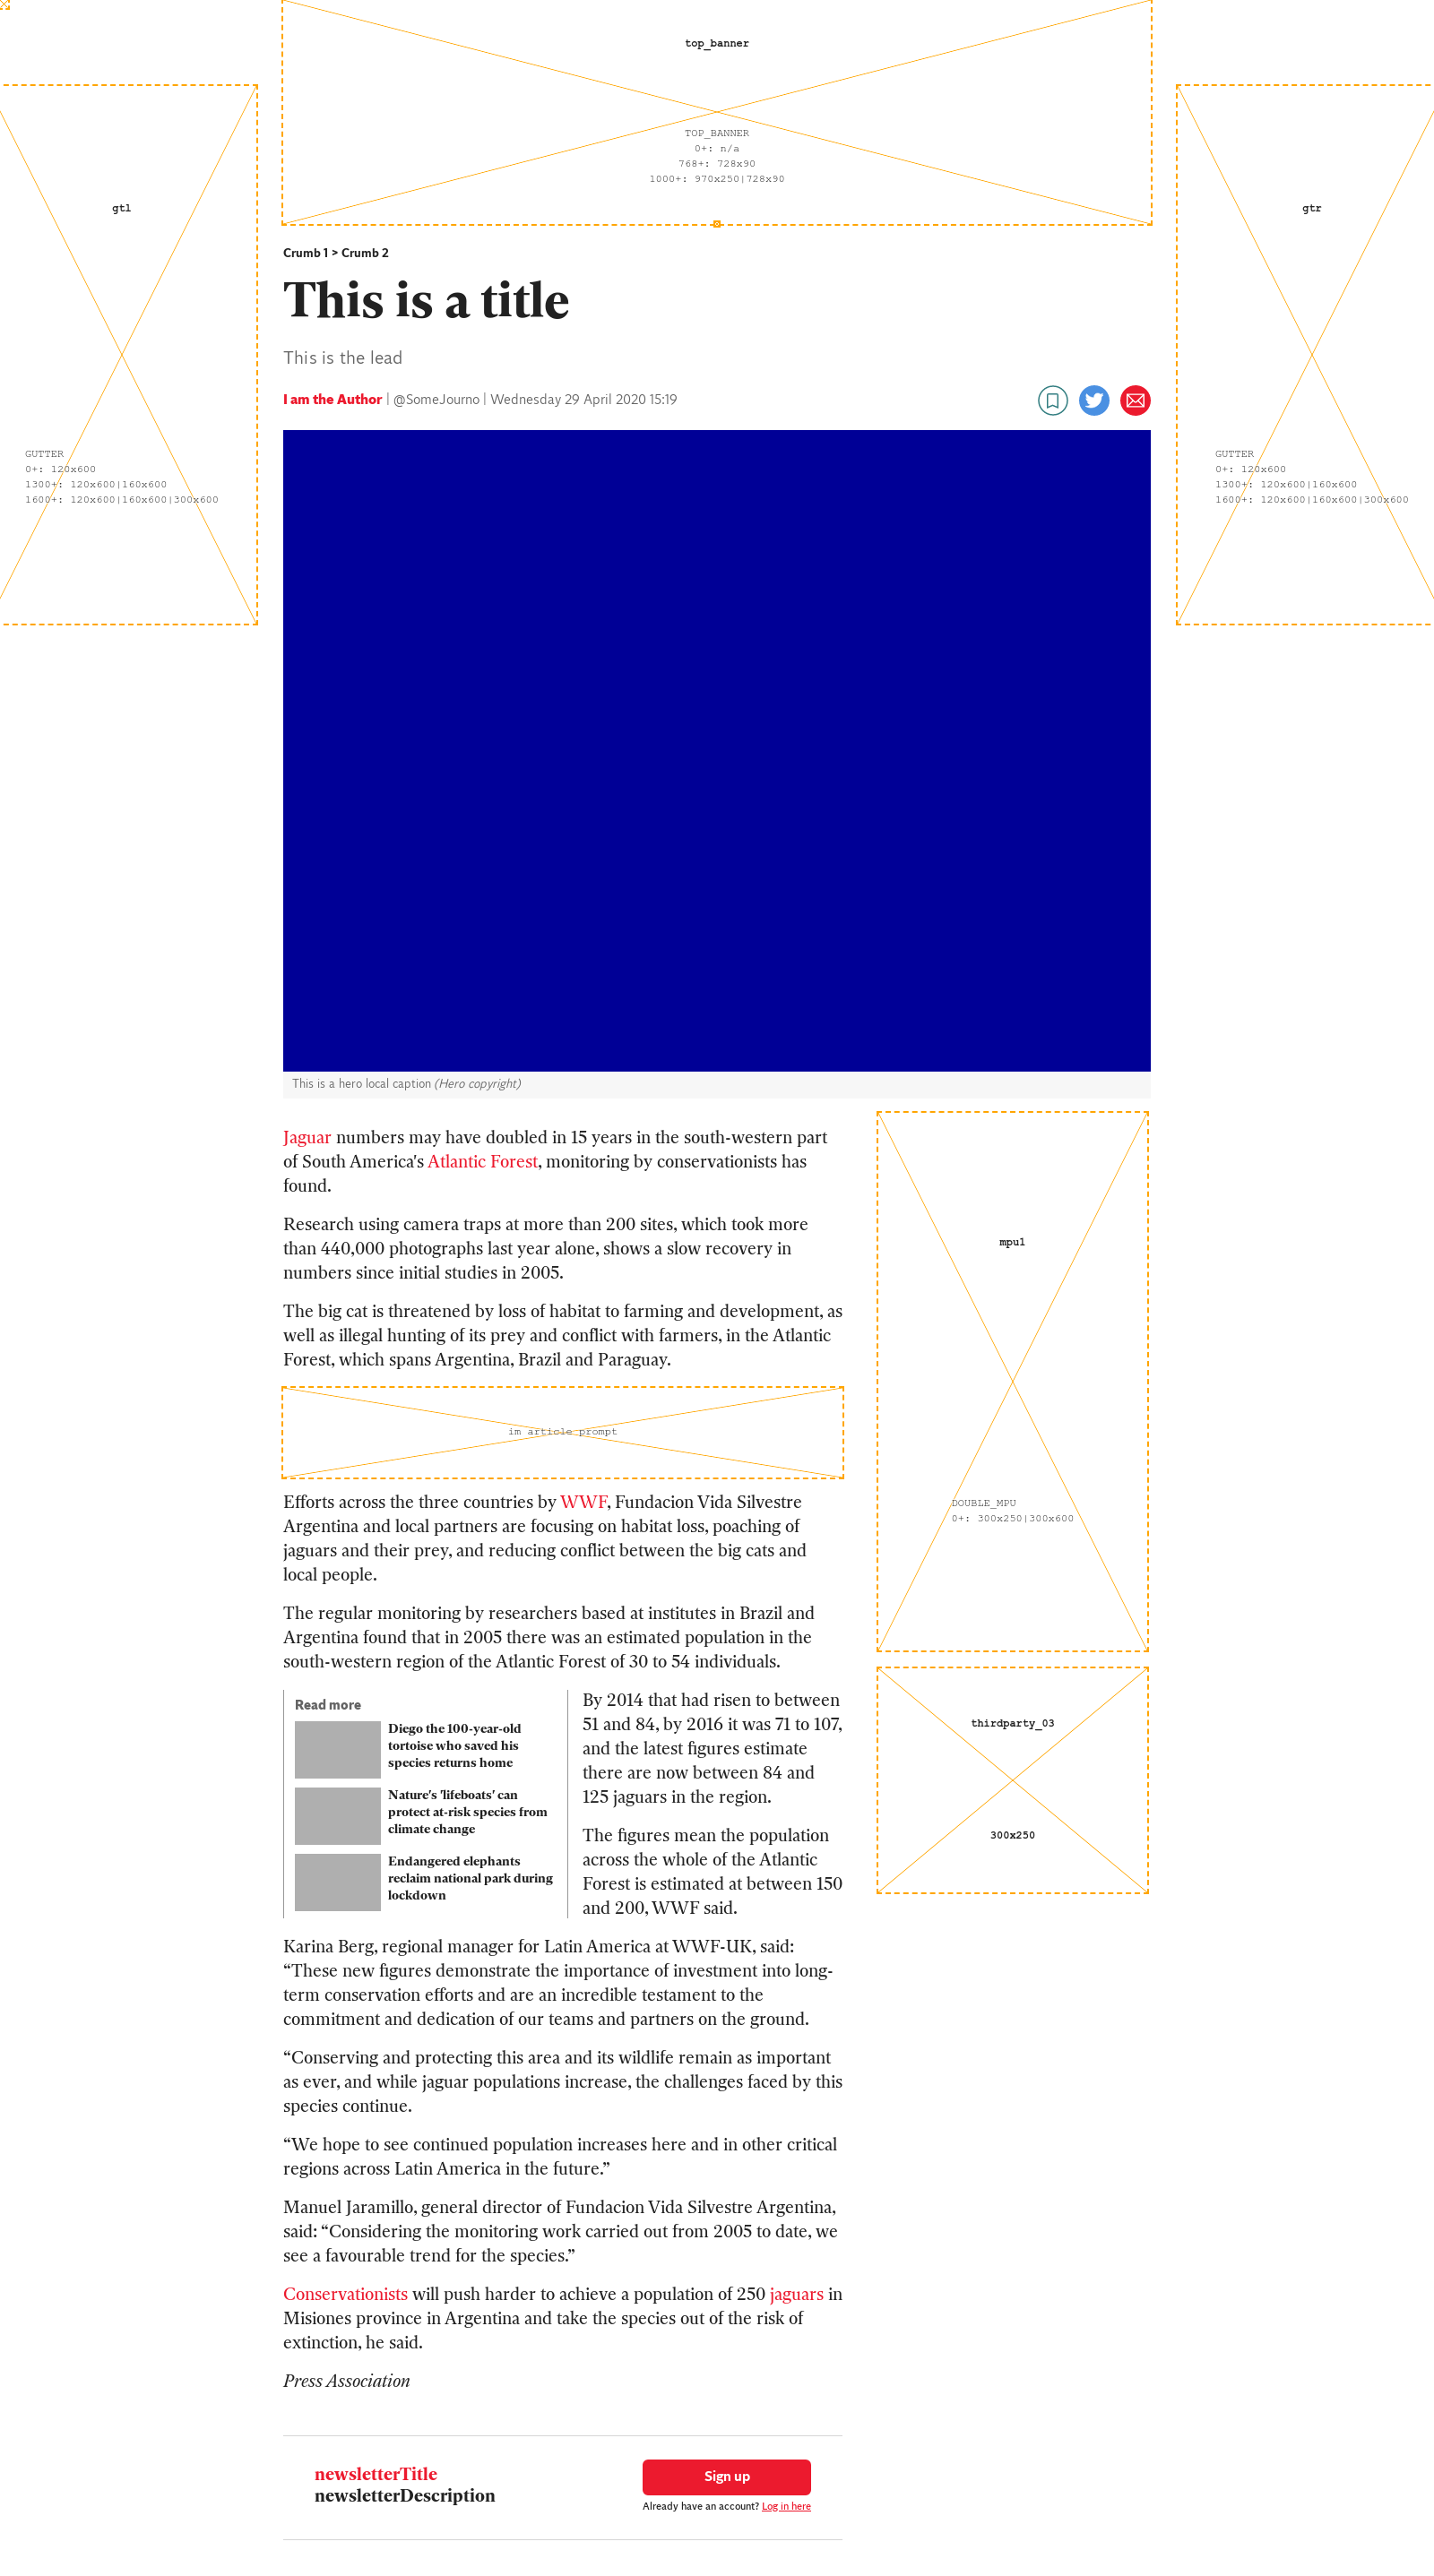 top_banner
TOP_BANNER
0+: n/a
768+: 728x90
1000+: 970x250|728x90
gtl
GUTTER
0+: 120x600
1300+: 120x600|160x600
1600+: 120x600|160x600|300x600
gtr
GUTTER
0+: 120x600
1300+: 120x600|160x600
1600+: 120x600|160x600|300x600
Crumb 1 > Crumb 2
This is a title
This is the lead
I am the Author | @SomeJourno | Wednesday 29 April 2020 15:19
This is a hero local caption (Hero copyright)
Jaguar numbers may have doubled in 15 years in the south-western part
of South America's Atlantic Forest, monitoring by conservationists has
found.
Research using camera traps at more than 200 sites, which took more
than 440,000 photographs last year alone, shows a slow recovery in
numbers since initial studies in 2005.
The big cat is threatened by loss of habitat to farming and development, as
well as illegal hunting of its prey and conflict with farmers, in the Atlantic
Forest, which spans Argentina, Brazil and Paraguay.
im article prompt
Efforts across the three countries by WWF, Fundacion Vida Silvestre
Argentina and local partners are focusing on habitat loss, poaching of
jaguars and their prey, and reducing conflict between the big cats and
local people.
The regular monitoring by researchers based at institutes in Brazil and
Argentina found that in 2005 there was an estimated population in the
south-western region of the Atlantic Forest of 30 to 54 individuals.
Read more
Diego the 100-year-old
tortoise who saved his
species returns home
Nature's 'lifeboats' can
protect at-risk species from
climate change
Endangered elephants
reclaim national park during
lockdown
By 2014 that had risen to between
51 and 84, by 2016 it was 71 to 107,
and the latest figures estimate
there are now between 84 and
125 jaguars in the region.
The figures mean the population
across the whole of the Atlantic
Forest is estimated at between 150
and 200, WWF said.
Karina Berg, regional manager for Latin America at WWF-UK, said:
“These new figures demonstrate the importance of investment into long-
term conservation efforts and are an incredible testament to the
commitment and dedication of our teams and partners on the ground.
“Conserving and protecting this area and its wildlife remain as important
as ever, and while jaguar populations increase, the challenges faced by this
species continue.
“We hope to see continued population increases here and in other critical
regions across Latin America in the future.”
Manuel Jaramillo, general director of Fundacion Vida Silvestre Argentina,
said: “Considering the monitoring work carried out from 2005 to date, we
see a favourable trend for the species.”
Conservationists will push harder to achieve a population of 250 jaguars in
Misiones province in Argentina and take the species out of the risk of
extinction, he said.
Press Association
mpu1
DOUBLE_MPU
0+: 300x250|300x600
thirdparty_03
300x250
newsletterTitle
newsletterDescription
Sign up
Already have an account? Log in here